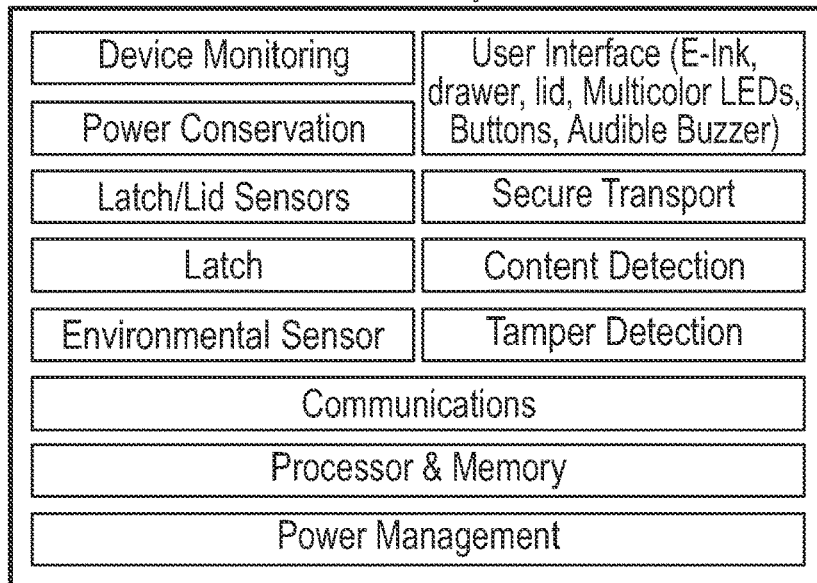 Device Monitoring
User Interface (E-Ink,
drawer, lid, Multicolor LEDs,
Buttons, Audible Buzzer)
Power Conservation
Latch/Lid Sensors
Secure Transport
Latch
Content Detection
Environmental Sensor
Tamper Detection
Communications
Processor & Memory
Power Management